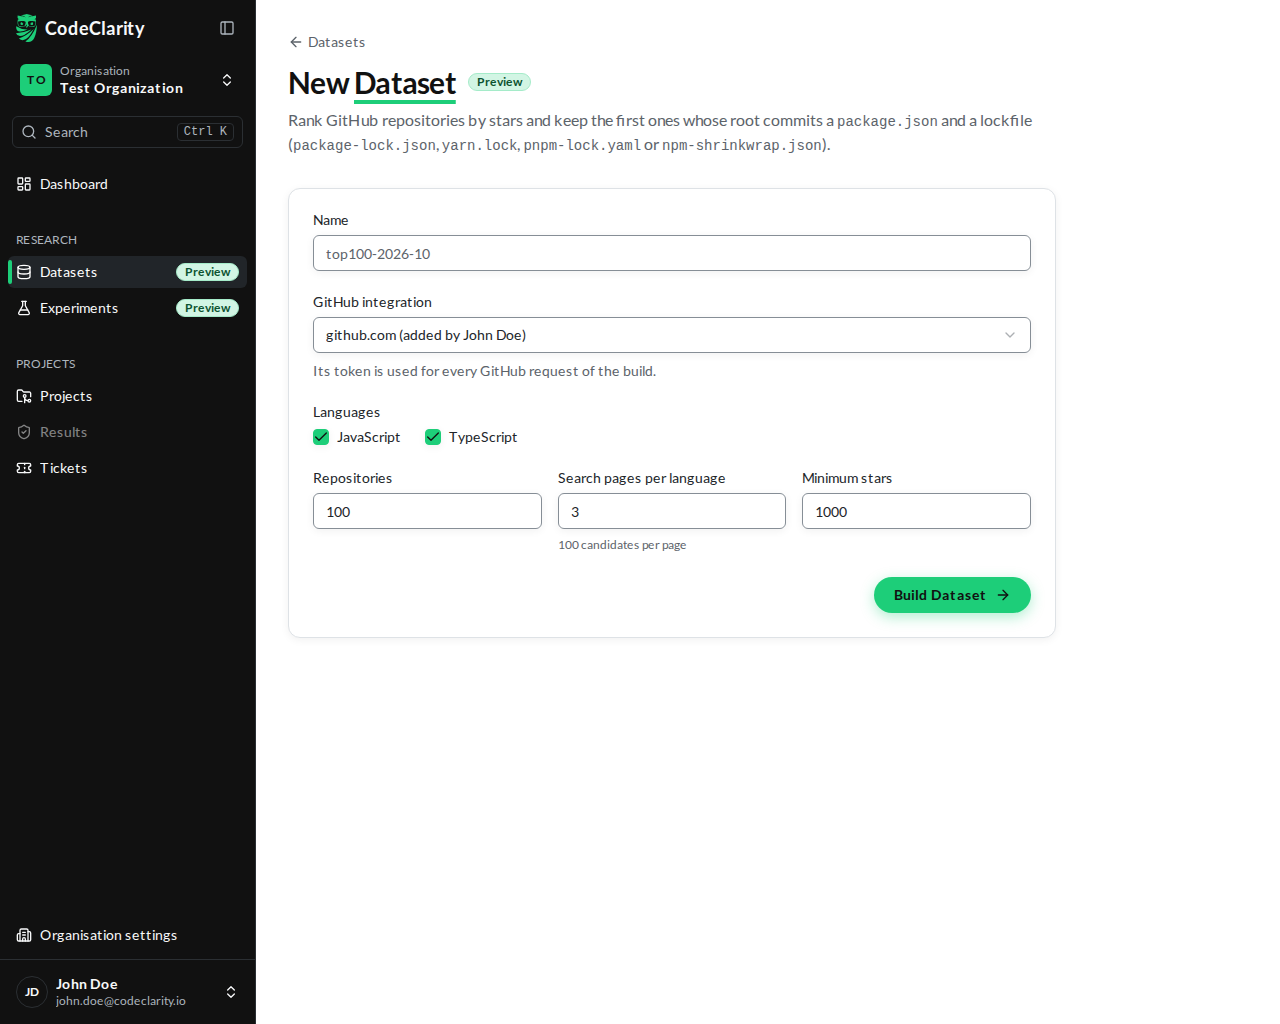 CodeClarity
TO
Organisation
Test Organization
Search
Ctrl K
Dashboard
RESEARCH
Datasets
Preview
Experiments
Preview
PROJECTS
Projects
Results
Tickets
Organisation settings
JD
John Doe
john.doe@codeclarity.io
Datasets
New Dataset
Preview
Rank GitHub repositories by stars and keep the first ones whose root commits a package.json and a lockfile
(package-lock.json, yarn.lock, pnpm-lock.yaml or npm-shrinkwrap.json).
Name
top100-2026-10
GitHub integration
github.com (added by John Doe)
Its token is used for every GitHub request of the build.
Languages
JavaScript
TypeScript
Repositories
Search pages per language
Minimum stars
100
3
1000
100 candidates per page
Build Dataset